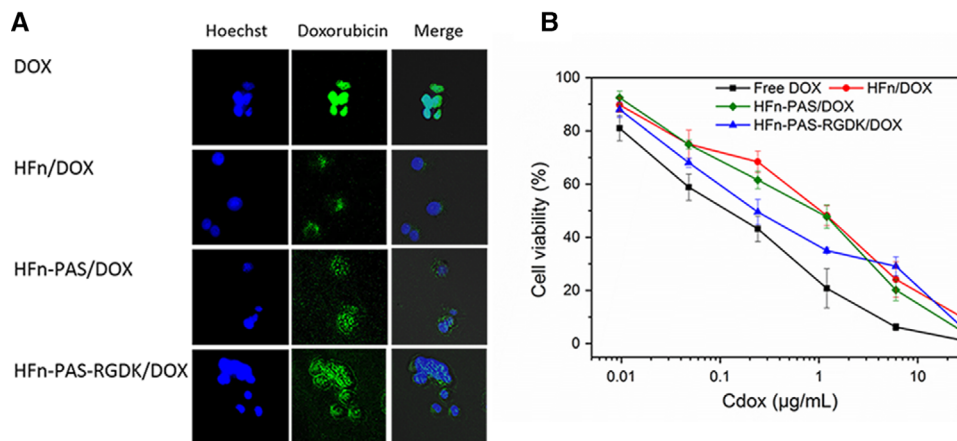 A
Hoechst Doxorubicin Merge
DOX
HFn/DOX
HFn-PAS/DOX
HFn-PAS-RGDK/DOX
B
Free DOX HFn/DOX
HFn-PAS/DOX
HFn-PAS-RGDK/DOX
100
80
60
40
20
0
Cell viability (%)
0.01 0.1 1 10
Cdox (μg/mL)